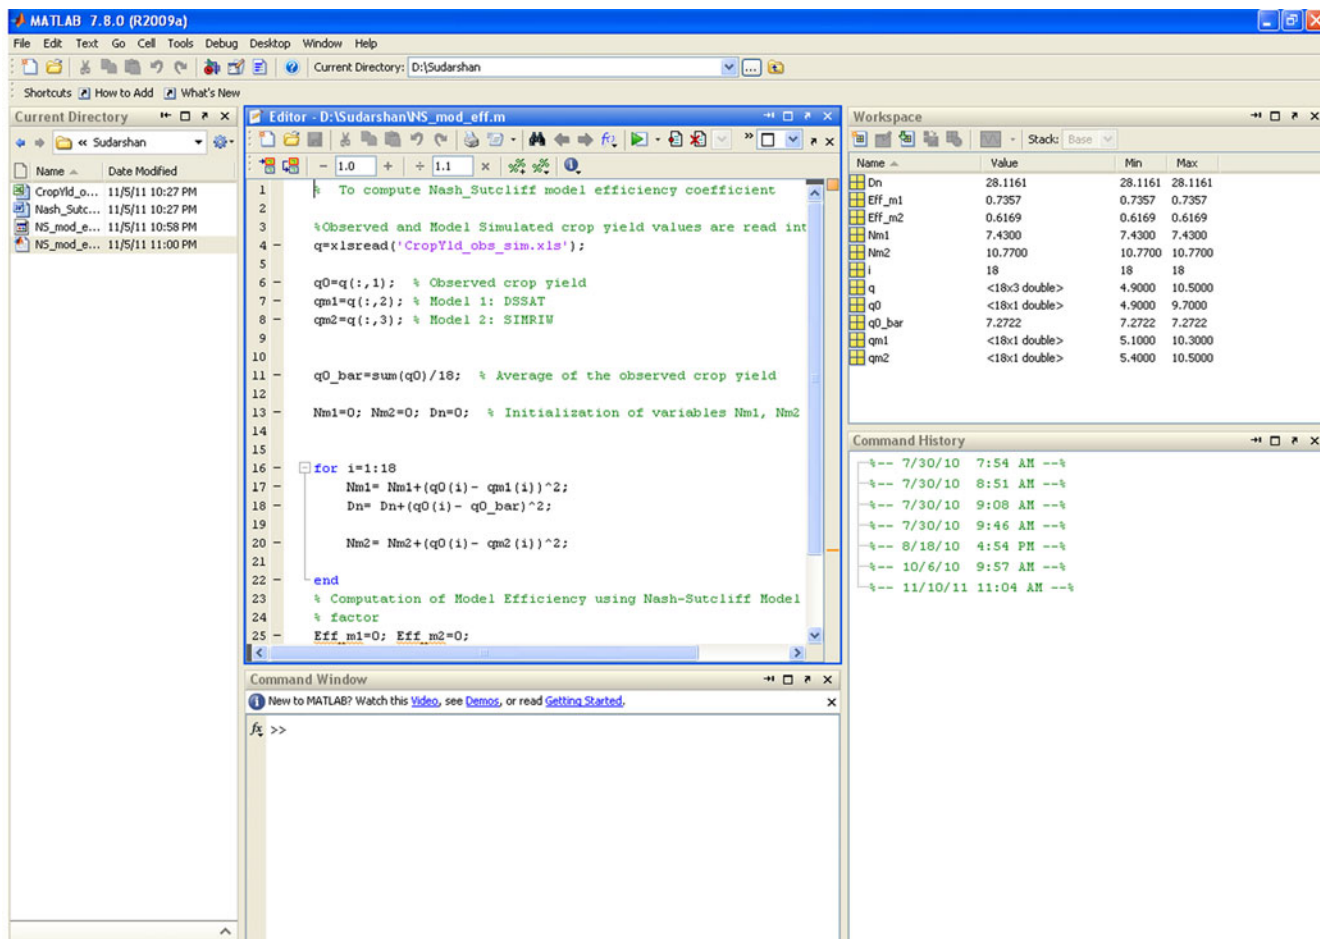 MATLAB 7.8.0 (R2009a)
File Edit Text Go Cell Tools Debug Desktop Window Help
Current Directory: D:\Sudarshan
Shortcuts How to Add What's New
Current Directory
« Sudarshan
Name Date Modified
CropYld_o... 11/5/11 10:27 PM
Nash_Sutc... 11/5/11 10:27 PM
NS_mod_e... 11/5/11 10:58 PM
NS_mod_e... 11/5/11 11:00 PM
Editor - D:\Sudarshan\NS_mod_eff.m
- 1.0 + ÷ 1.1 ×
1 % To compute Nash_Sutcliff model efficiency coefficient
2
3 %Observed and Model Simulated crop yield values are read int
4 - q=xlsread('CropYld_obs_sim.xls');
5
6 - q0=q(:,1); % Observed crop yield
7 - qm1=q(:,2); % Model 1: DSSAT
8 - qm2=q(:,3); % Model 2: SIMRIW
9
10
11 - q0_bar=sum(q0)/18; % Average of the observed crop yield
12
13 - Nm1=0; Nm2=0; Dn=0; % Initialization of variables Nm1, Nm2
14
15
16 - for i=1:18
17 - Nm1= Nm1+(q0(i)- qm1(i))^2;
18 - Dn= Dn+(q0(i)- q0_bar)^2;
19
20 - Nm2= Nm2+(q0(i)- qm2(i))^2;
21
22 - end
23 % Computation of Model Efficiency using Nash-Sutcliff Model
24 % factor
25 - Eff_m1=0; Eff_m2=0;
Command Window
New to MATLAB? Watch this Video, see Demos, or read Getting Started.
fx >>
Workspace
Stack: Base
Name Value Min Max
Dn 28.1161 28.1161 28.1161
Eff_m1 0.7357 0.7357 0.7357
Eff_m2 0.6169 0.6169 0.6169
Nm1 7.4300 7.4300 7.4300
Nm2 10.7700 10.7700 10.7700
i 18 18 18
q <18x3 double> 4.9000 10.5000
q0 <18x1 double> 4.9000 9.7000
q0_bar 7.2722 7.2722 7.2722
qm1 <18x1 double> 5.1000 10.3000
qm2 <18x1 double> 5.4000 10.5000
Command History
%-- 7/30/10 7:54 AM --%
%-- 7/30/10 8:51 AM --%
%-- 7/30/10 9:08 AM --%
%-- 7/30/10 9:46 AM --%
%-- 8/18/10 4:54 PM --%
%-- 10/6/10 9:57 AM --%
%-- 11/10/11 11:04 AM --%